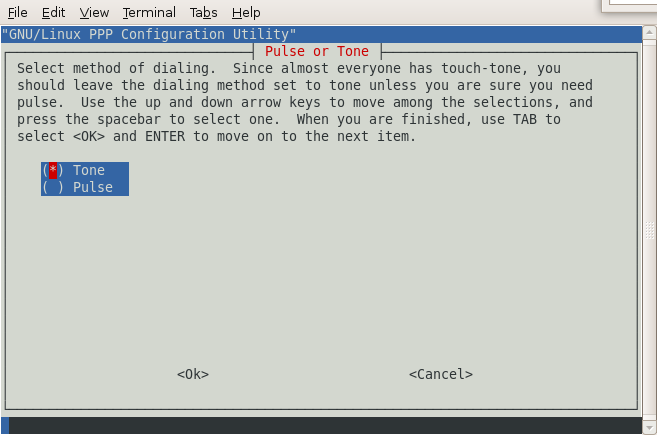 File Edit View Terminal Tabs Help
"GNU/Linux PPP Configuration Utility"
Pulse or Tone
Select method of dialing.  Since almost everyone has touch-tone, you
should leave the dialing method set to tone unless you are sure you need
pulse.  Use the up and down arrow keys to move among the selections, and
press the spacebar to select one.  When you are finished, use TAB to
select <OK> and ENTER to move on to the next item.
(*) Tone
( ) Pulse
<Ok> <Cancel>